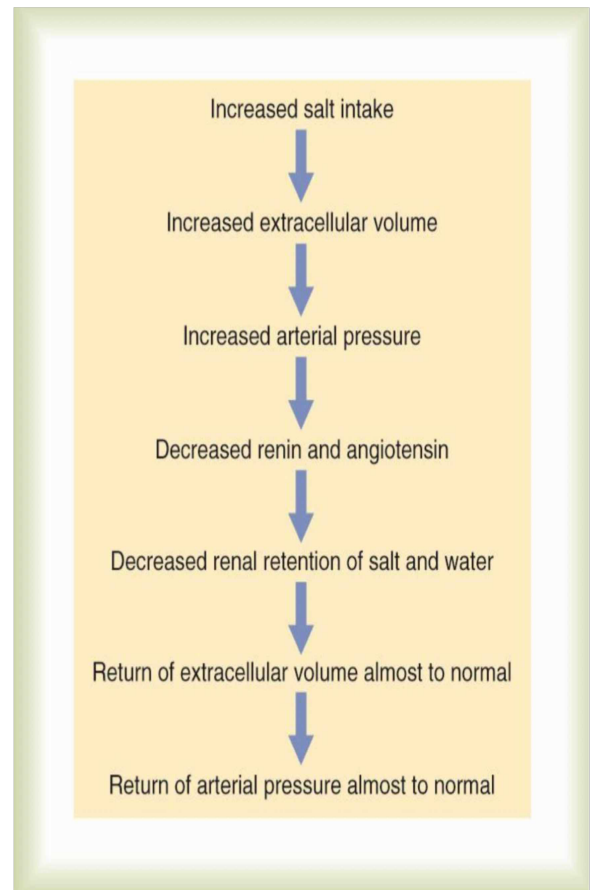 Increased salt intake
Increased extracellular volume
Increased arterial pressure
Decreased renin and angiotensin
Decreased renal retention of salt and water
Return of extracellular volume almost to normal
Return of arterial pressure almost to normal